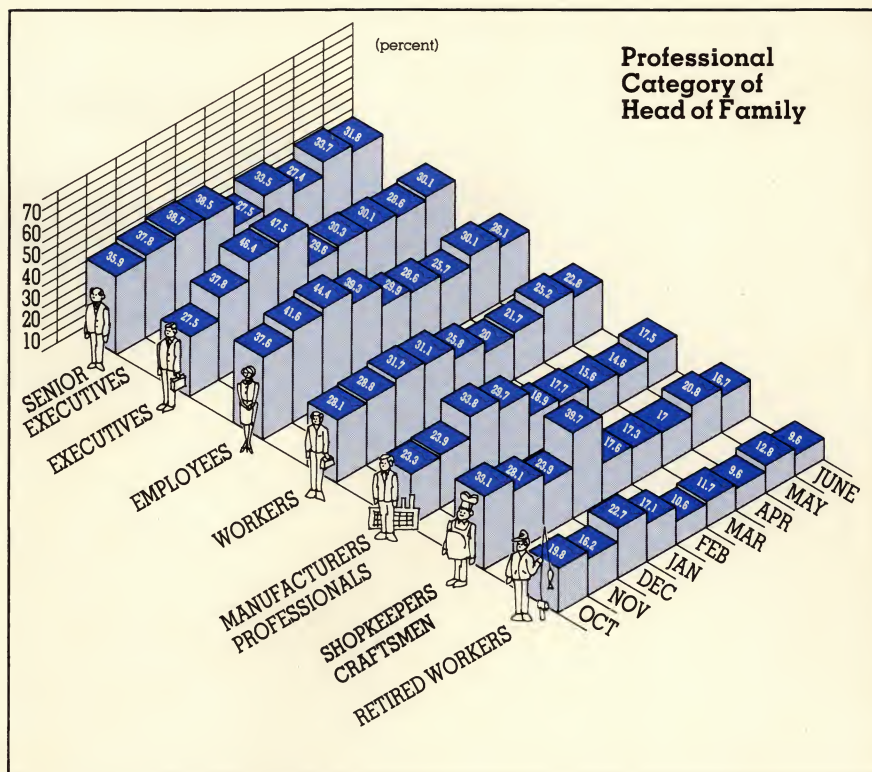 (percent)
Professional
Category of
Head of Family
70
60
50
40
30
20
10
35.9 37.8 38.7 38.5 27.5 33.5 27.4 33.7 31.8
SENIOR
EXECUTIVES
27.5 37.8 46.4 47.5 29.6 30.3 30.1 28.6 30.1
EXECUTIVES
37.6 41.6 44.4 38.3 29.9 28.6 25.7 30.1 26.1
EMPLOYEES
28.1 28.8 31.7 31.1 25.8 20 21.7 25.2 22.8
WORKERS
23.3 23.9 33.8 29.7 18.9 17.7 15.6 14.6 17.5
MANUFACTURERS
PROFESSIONALS
33.1 28.1 23.9 39.7 17.6 17.3 17 20.8 16.7
SHOPKEEPERS
CRAFTSMEN
19.8 16.2 22.7 17.1 10.6 11.7 9.6 12.8 9.6
RETIRED WORKERS
OCT
NOV
DEC
JAN
FEB
MAR
APR
MAY
JUNE